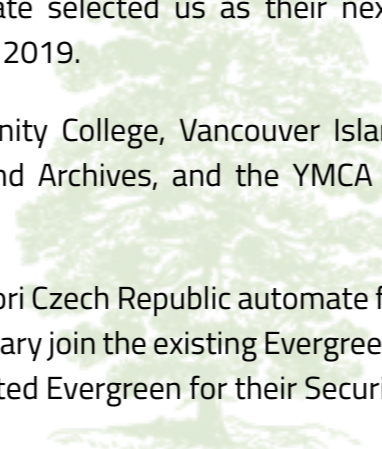 ate selected us as their nex
2019.
nity College, Vancouver Islan
nd Archives, and the YMCA
ori Czech Republic automate f
ary join the existing Evergree
ted Evergreen for their Securi